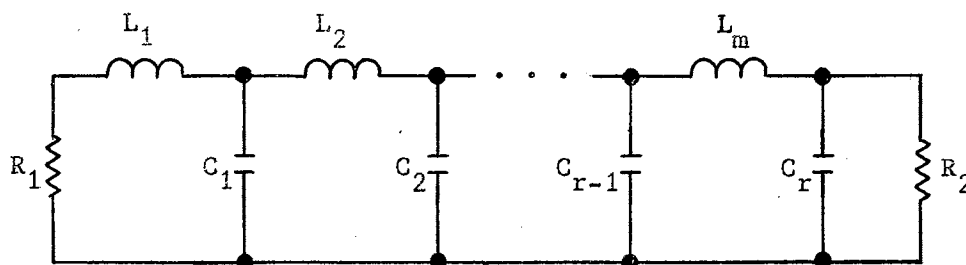 L₁ L₂ Lₘ
R₁ C₁ C₂ Cᵣ₋₁ Cᵣ R₂